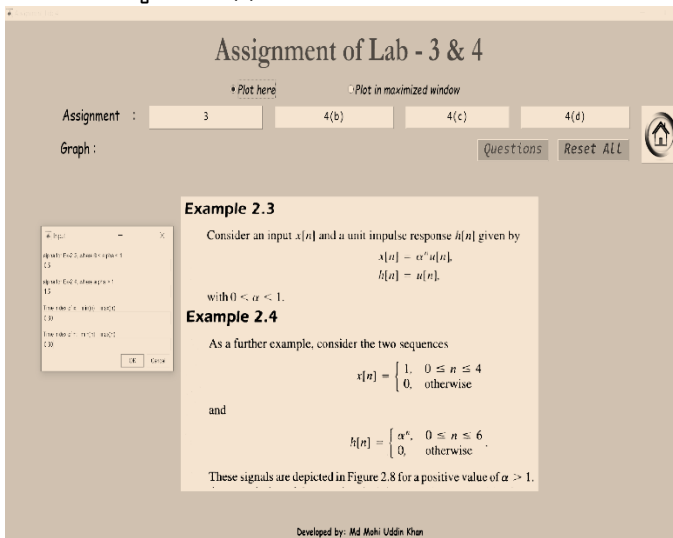 Assignment of Lab - 3 & 4
Plot here Plot in maximized window
Assignment : 3 4(b) 4(c) 4(d)
Graph : Questions Reset All
Input
OK Cancel
Example 2.3
Consider an input x[n] and a unit impulse response h[n] given by
x[n] = αⁿu[n],
h[n] = u[n],
with 0 < α < 1.
Example 2.4
As a further example, consider the two sequences
x[n] = { 1, 0 ≤ n ≤ 4
0, otherwise
and
h[n] = { αⁿ, 0 ≤ n ≤ 6
0, otherwise .
These signals are depicted in Figure 2.8 for a positive value of α > 1.
Developed by: Md Mohi Uddin Khan